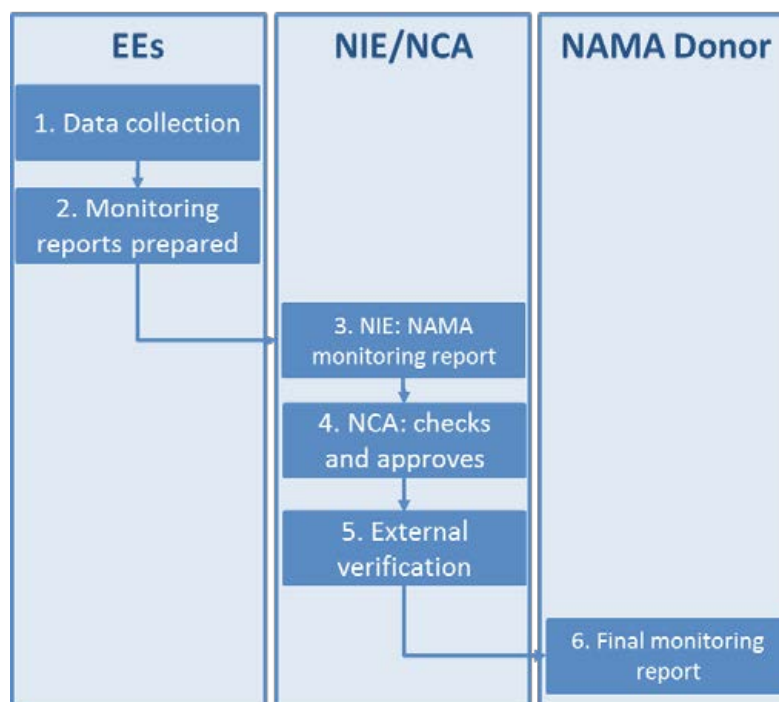 EEs
NIE/NCA
NAMA Donor
1. Data collection
2. Monitoring
reports prepared
3. NIE: NAMA
monitoring report
4. NCA: checks
and approves
5. External
verification
6. Final monitoring
report